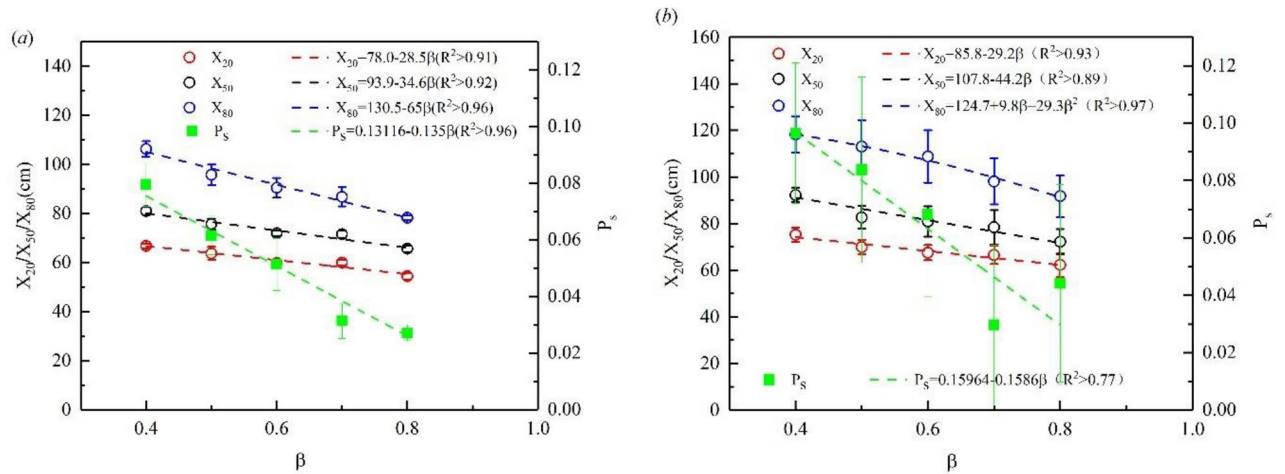 (a)
X20 X20=78.0-28.5β(R²>0.91)
X50 X50=93.9-34.6β(R²>0.92)
X80 X80=130.5-65β(R²>0.96)
PS PS=0.13116-0.135β(R²>0.96)
140
120
100
80
60
40
20
0
X20/X50/X80(cm)
0.12
0.10
0.08
0.06
0.04
0.02
0.00
Ps
0.4 0.6 0.8 1.0
β
(b)
X20 X20=85.8-29.2β (R²>0.93)
X50 X50=107.8-44.2β (R²>0.89)
X80 X80=124.7+9.8β-29.3β² (R²>0.97)
160
140
120
100
80
60
40
20
0
X20/X50/X80(cm)
0.12
0.10
0.08
0.06
0.04
0.02
0.00
Ps
PS PS=0.15964-0.1586β (R²>0.77)
0.4 0.6 0.8 1.0
β